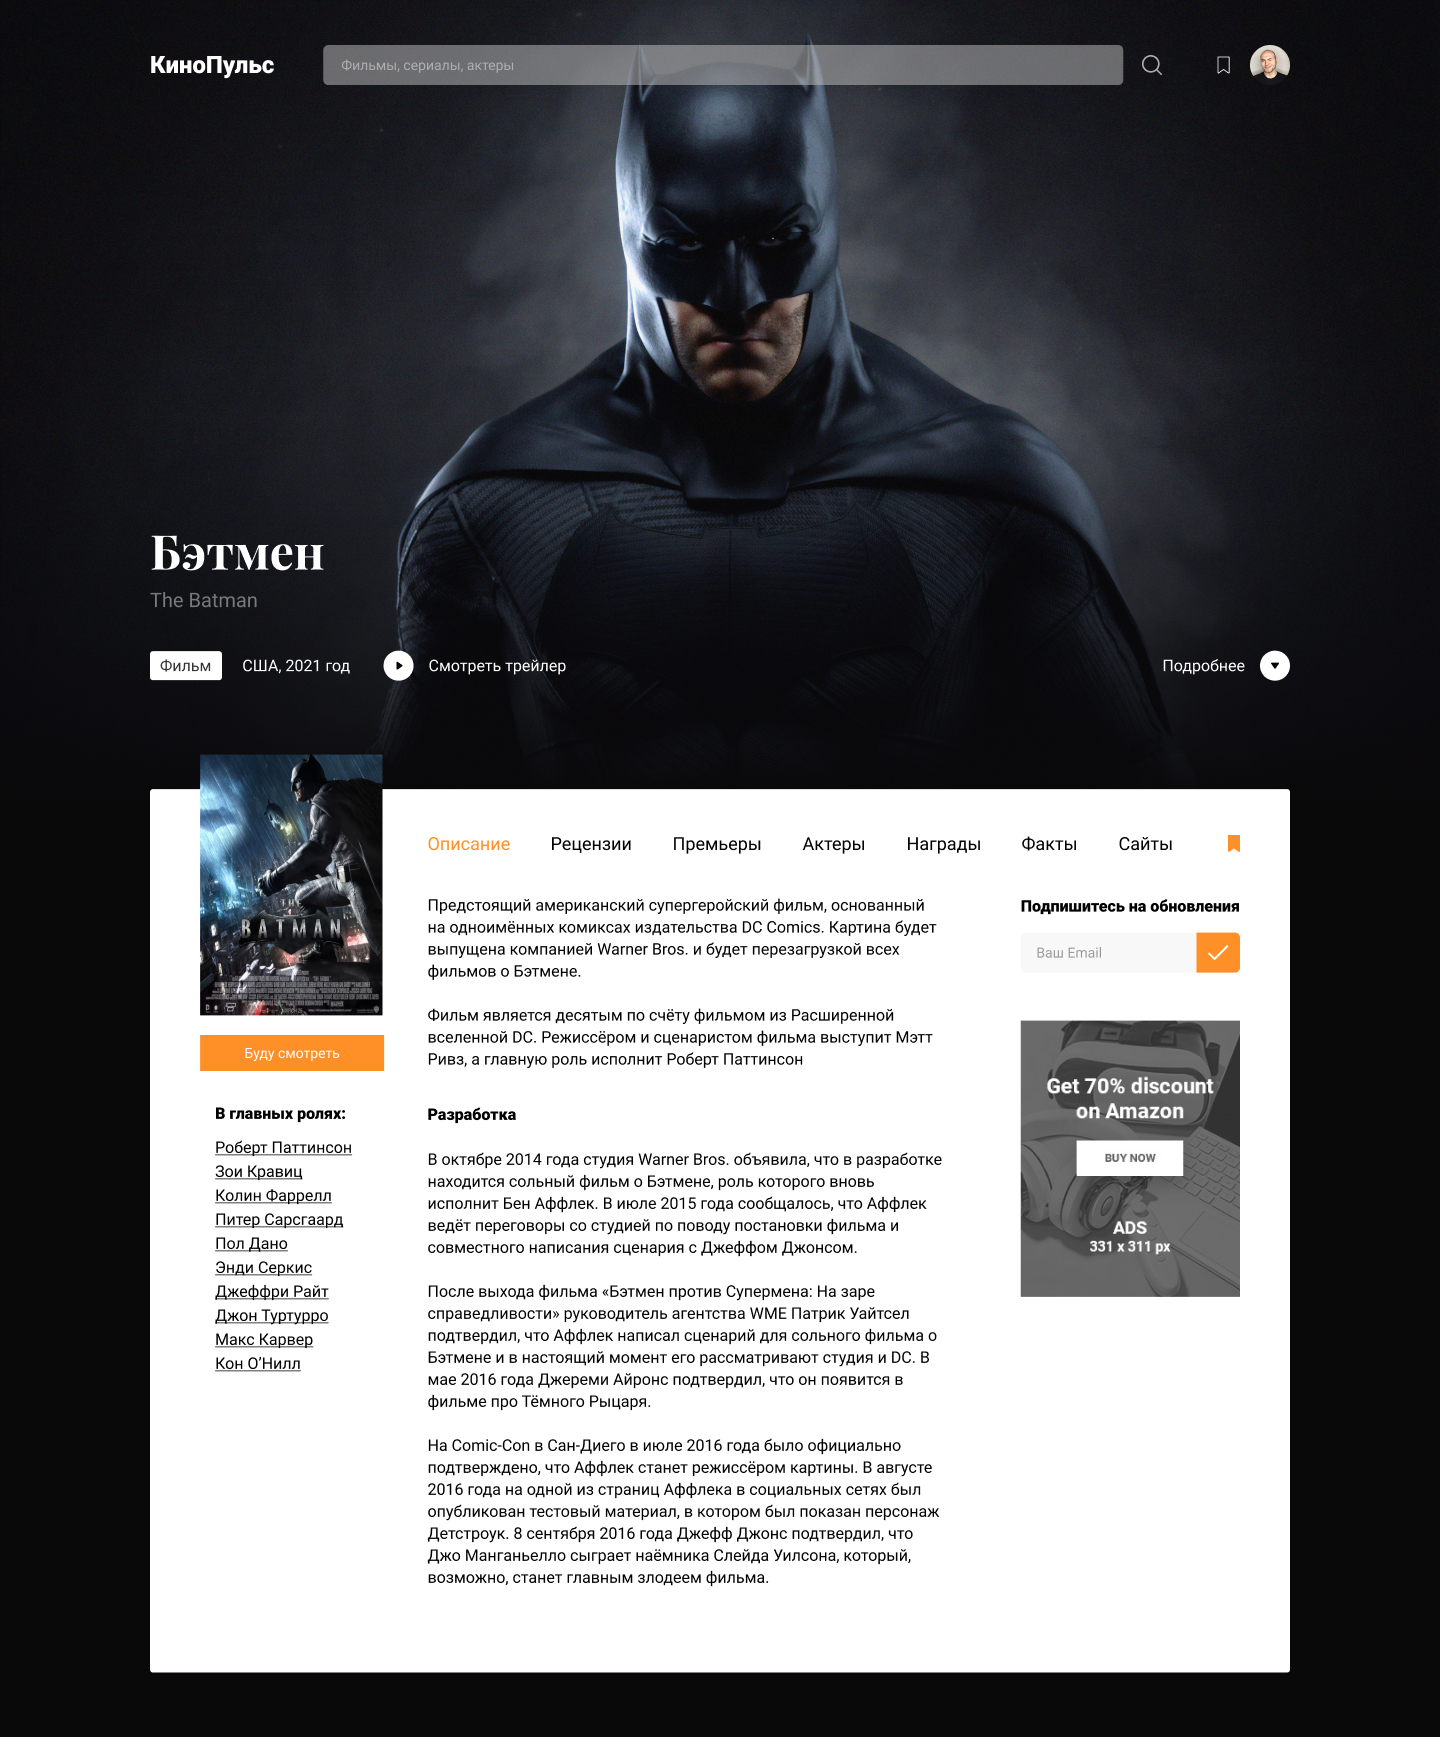 КиноПульс
Фильмы, сериалы, актеры
Бэтмен
The Batman
Фильм
США, 2021 год
Смотреть трейлер
Подробнее
THE
BATMAN
Буду смотреть
В главных ролях:
Роберт Паттинсон
Зои Кравиц
Колин Фаррелл
Питер Сарсгаард
Пол Дано
Энди Серкис
Джеффри Райт
Джон Туртурро
Макс Карвер
Кон О’Нилл
Описание
Рецензии
Премьеры
Актеры
Награды
Факты
Сайты
Предстоящий американский супергеройский фильм, основанный
на одноимённых комиксах издательства DC Comics. Картина будет
выпущена компанией Warner Bros. и будет перезагрузкой всех
фильмов о Бэтмене.
Фильм является десятым по счёту фильмом из Расширенной
вселенной DC. Режиссёром и сценаристом фильма выступит Мэтт
Ривз, а главную роль исполнит Роберт Паттинсон
Разработка
В октябре 2014 года студия Warner Bros. объявила, что в разработке
находится сольный фильм о Бэтмене, роль которого вновь
исполнит Бен Аффлек. В июле 2015 года сообщалось, что Аффлек
ведёт переговоры со студией по поводу постановки фильма и
совместного написания сценария с Джеффом Джонсом.
После выхода фильма «Бэтмен против Супермена: На заре
справедливости» руководитель агентства WME Патрик Уайтсел
подтвердил, что Аффлек написал сценарий для сольного фильма о
Бэтмене и в настоящий момент его рассматривают студия и DC. В
мае 2016 года Джереми Айронс подтвердил, что он появится в
фильме про Тёмного Рыцаря.
На Comic-Con в Сан-Диего в июле 2016 года было официально
подтверждено, что Аффлек станет режиссёром картины. В августе
2016 года на одной из страниц Аффлека в социальных сетях был
опубликован тестовый материал, в котором был показан персонаж
Детстроук. 8 сентября 2016 года Джефф Джонс подтвердил, что
Джо Манганьелло сыграет наёмника Слейда Уилсона, который,
возможно, станет главным злодеем фильма.
Подпишитесь на обновления
Ваш Email
Get 70% discount
on Amazon
BUY NOW
ADS
331 x 311 px